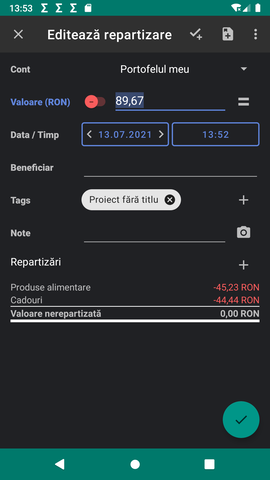 13:53 Σ Σ Σ
Editează repartizare
Cont Portofelul meu
Valoare (RON) 89,67
Data / Timp 13.07.2021 13:52
Beneficiar
Tags Proiect fără titlu
Note
Repartizări
Produse alimentare -45,23 RON
Cadouri -44,44 RON
Valoare nerepartizată 0,00 RON